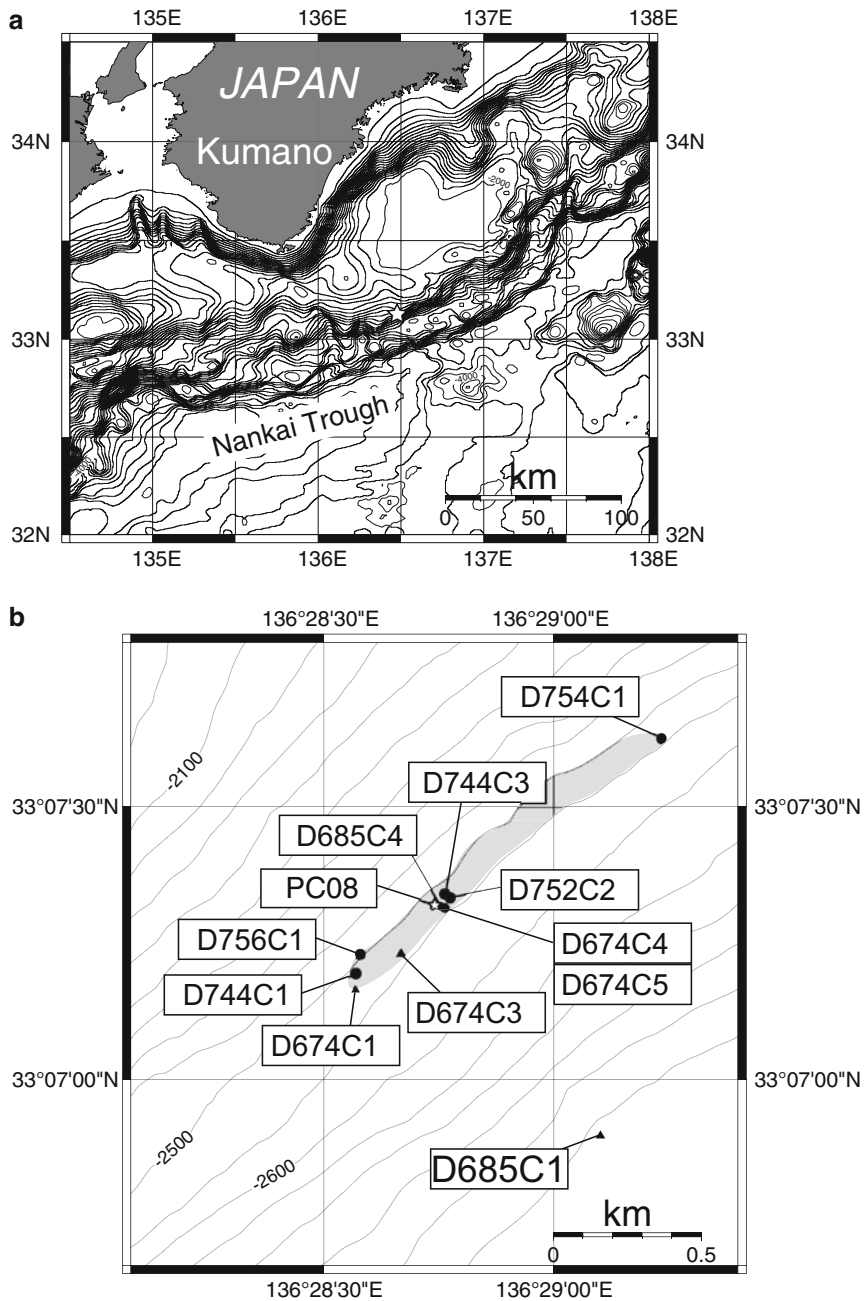 a
135E 136E 137E 138E
JAPAN
34N Kumano 34N
-2000
33N 33N
-4000
Nankai Trough
km
0 50 100
32N 32N
135E 136E 137E 138E
b
136°28'30"E 136°29'00"E
D754C1
-2100
D744C3
33°07'30"N 33°07'30"N
D685C4
PC08 D752C2
D756C1 D674C4
D744C1 D674C5
D674C3
D674C1
33°07'00"N 33°07'00"N
-2500
D685C1
-2600
km
0 0.5
136°28'30"E 136°29'00"E